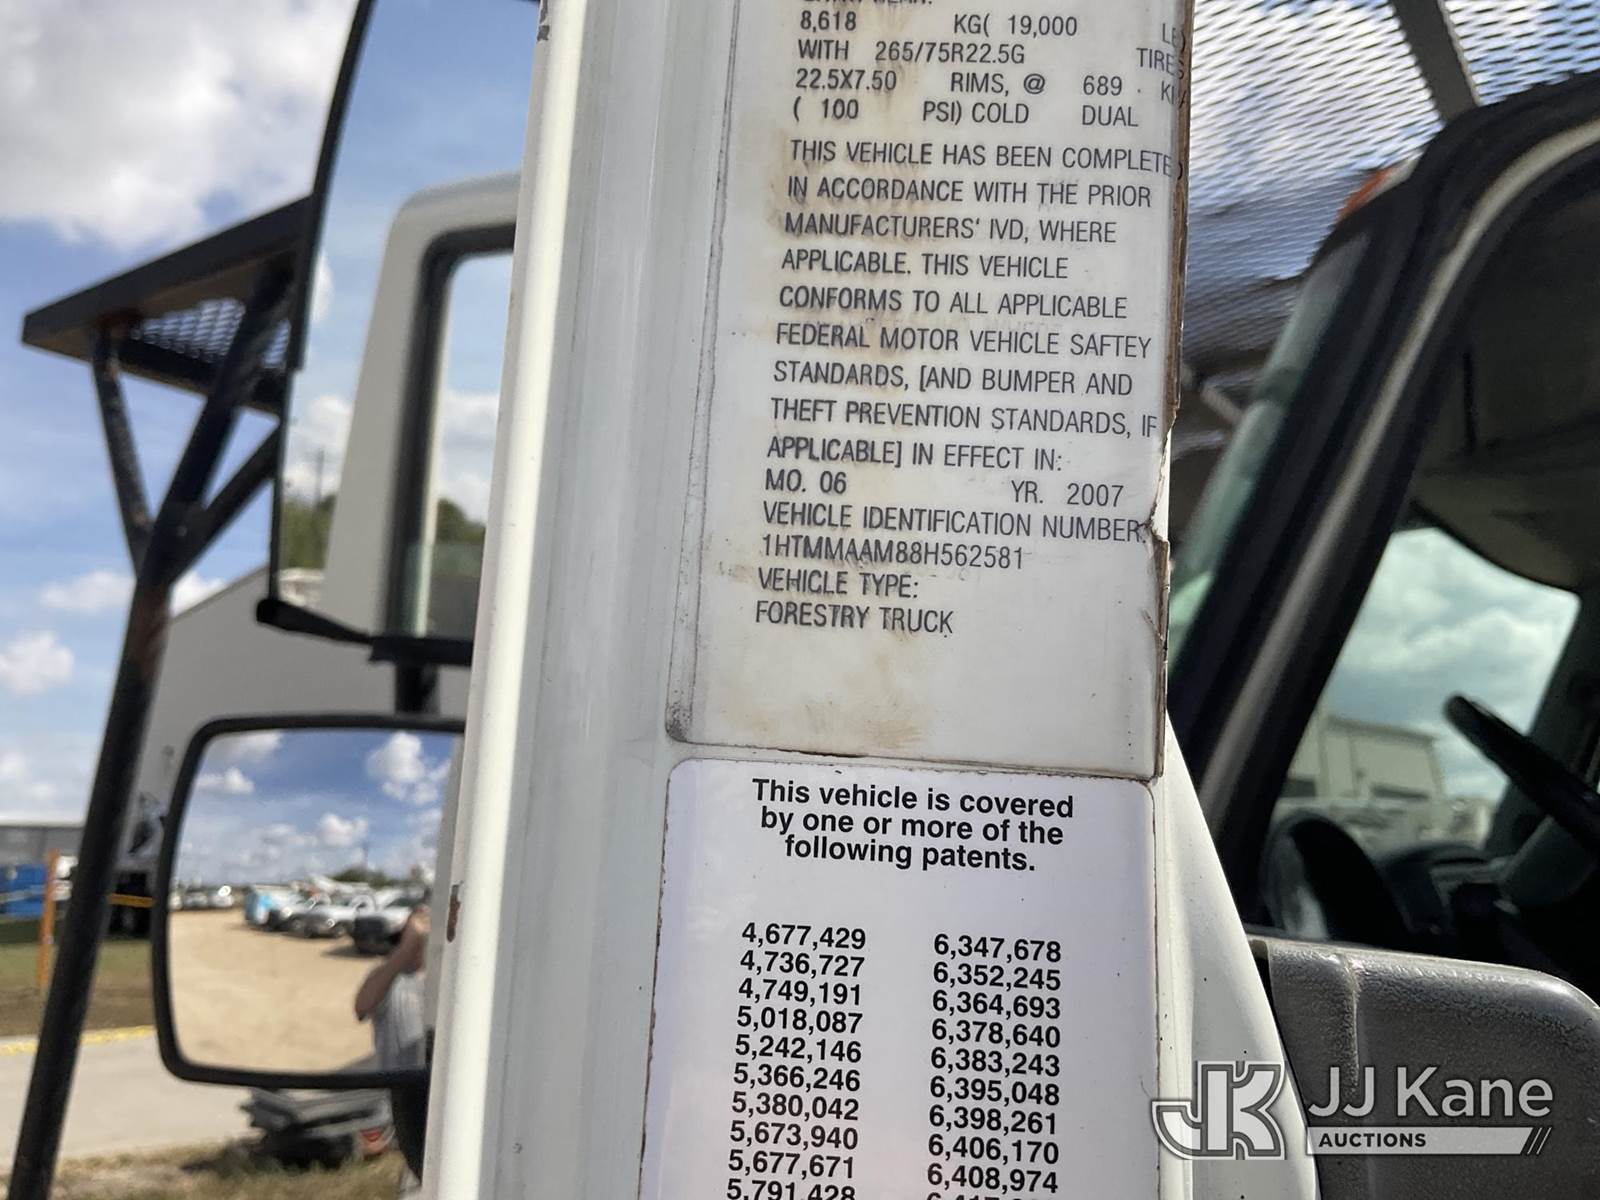 8,618 KG( 19,000
WITH 265/75R22.5G TIRES,
22.5X7.50 RIMS, @ 689
( 100 PSI) COLD DUAL
THIS VEHICLE HAS BEEN COMPLETED
IN ACCORDANCE WITH THE PRIOR
MANUFACTURERS' IVD, WHERE
APPLICABLE. THIS VEHICLE
CONFORMS TO ALL APPLICABLE
FEDERAL MOTOR VEHICLE SAFTEY
STANDARDS, [AND BUMPER AND
THEFT PREVENTION STANDARDS, IF
APPLICABLE] IN EFFECT IN:
MO. 06 YR. 2007
VEHICLE IDENTIFICATION NUMBER:
1HTMMAAM88H562581
VEHICLE TYPE:
FORESTRY TRUCK
This vehicle is covered
by one or more of the
following patents.
4,677,429 6,347,678
4,736,727 6,352,245
4,749,191 6,364,693
5,018,087 6,378,640
5,242,146 6,383,243
5,366,246 6,395,048
5,380,042 6,398,261
5,673,940 6,406,170
5,677,671 6,408,974
5,791,428
JK JJ Kane
AUCTIONS